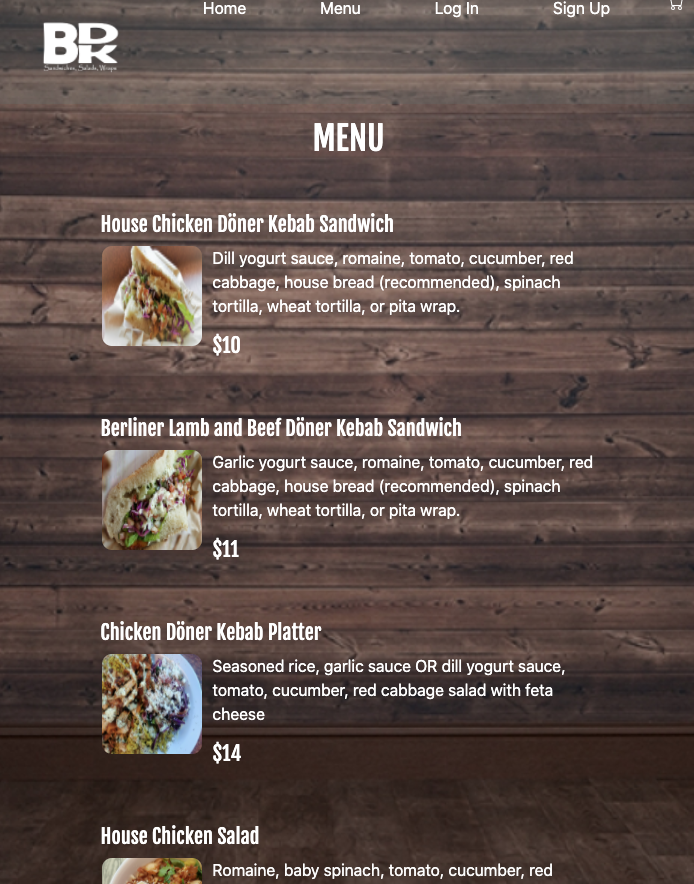 Home Menu Log In Sign Up
BDK
Sandwiches, Salads, Wraps
MENU
House Chicken Döner Kebab Sandwich
Dill yogurt sauce, romaine, tomato, cucumber, red
cabbage, house bread (recommended), spinach
tortilla, wheat tortilla, or pita wrap.
$10
Berliner Lamb and Beef Döner Kebab Sandwich
Garlic yogurt sauce, romaine, tomato, cucumber, red
cabbage, house bread (recommended), spinach
tortilla, wheat tortilla, or pita wrap.
$11
Chicken Döner Kebab Platter
Seasoned rice, garlic sauce OR dill yogurt sauce,
tomato, cucumber, red cabbage salad with feta
cheese
$14
House Chicken Salad
Romaine, baby spinach, tomato, cucumber, red